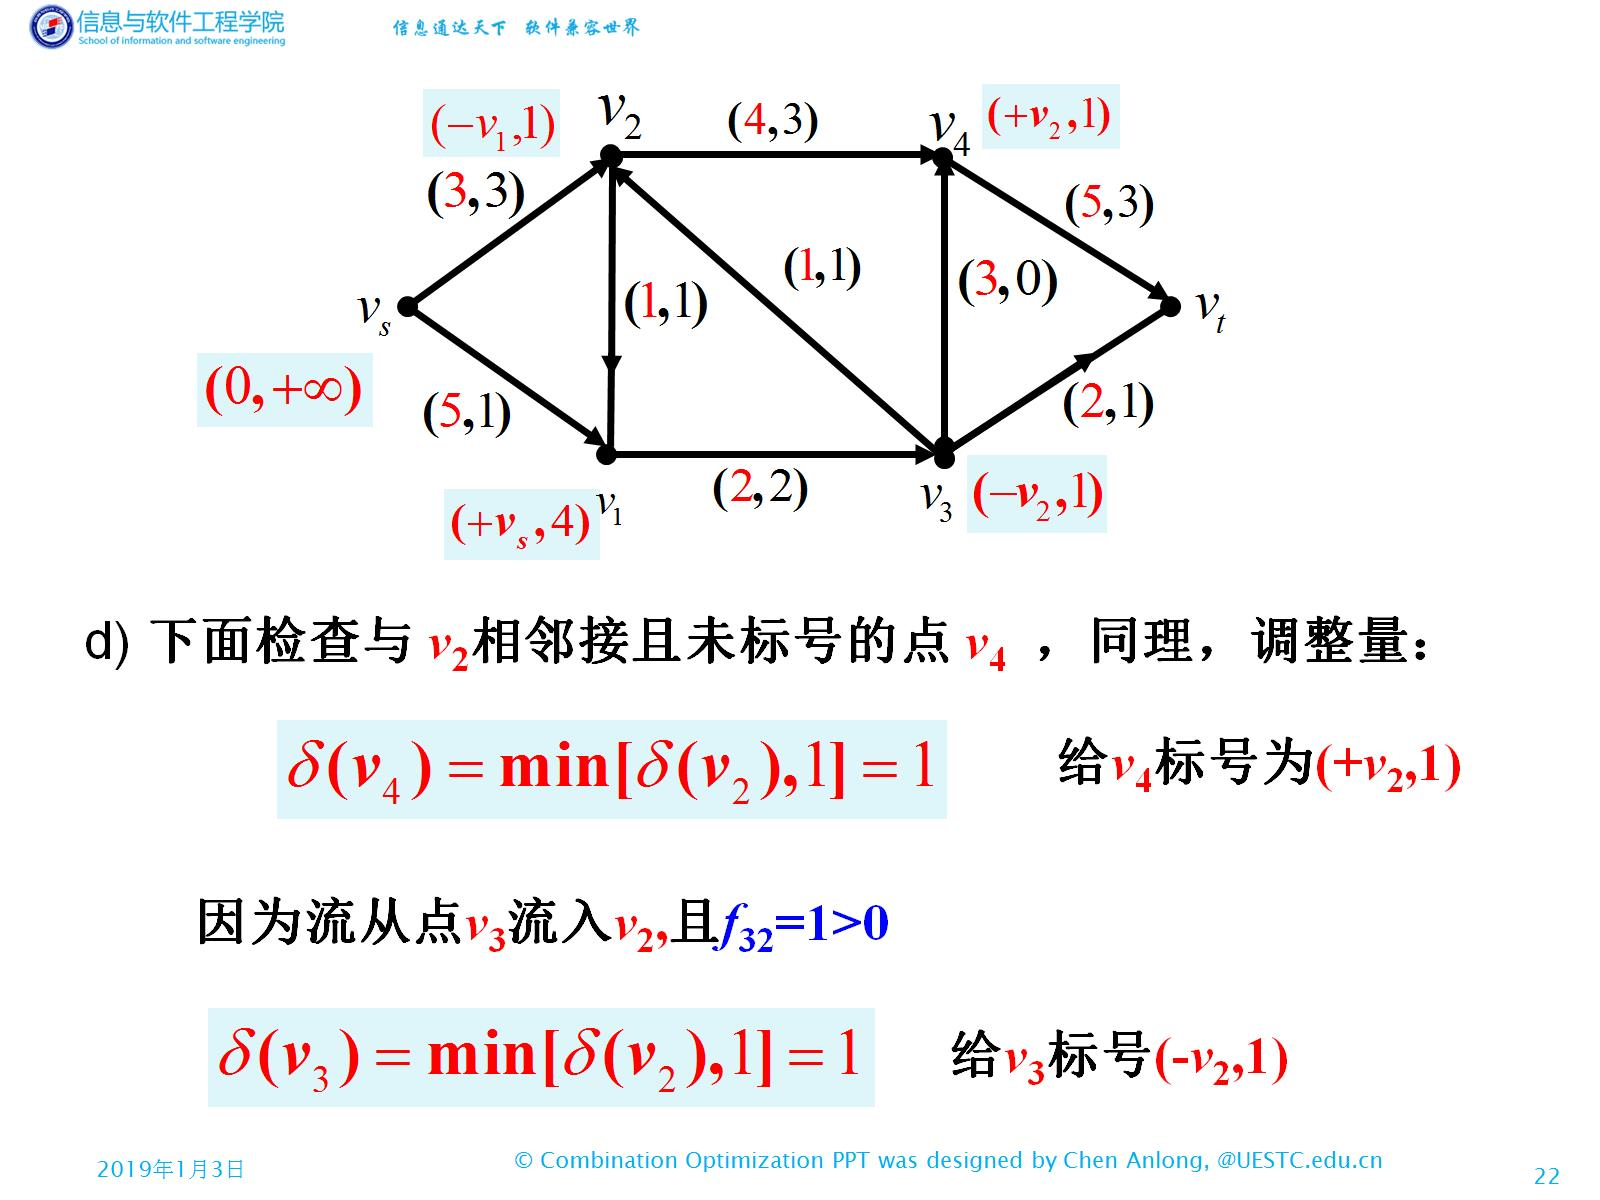 信息与软件工程学院
School of information and software engineering
信息通达天下 软件兼容世界
(−v₁,1)
v₂
(4,3)
v₄
(+v₂,1)
(3,3)
(5,3)
(1,1)
(1,1)
(3,0)
vₛ
vₜ
(0,+∞)
(5,1)
(2,1)
(2,2)
v₁
v₃
(−v₂,1)
(+vₛ,4)
d) 下面检查与 v₂相邻接且未标号的点 v₄ ，同理，调整量：
δ(v₄) = min[δ(v₂),1] = 1
给v₄标号为(+v₂,1)
因为流从点v₃流入v₂,且f₃₂=1>0
δ(v₃) = min[δ(v₂),1] = 1
给v₃标号(-v₂,1)
2019年1月3日
© Combination Optimization PPT was designed by Chen Anlong, @UESTC.edu.cn
22